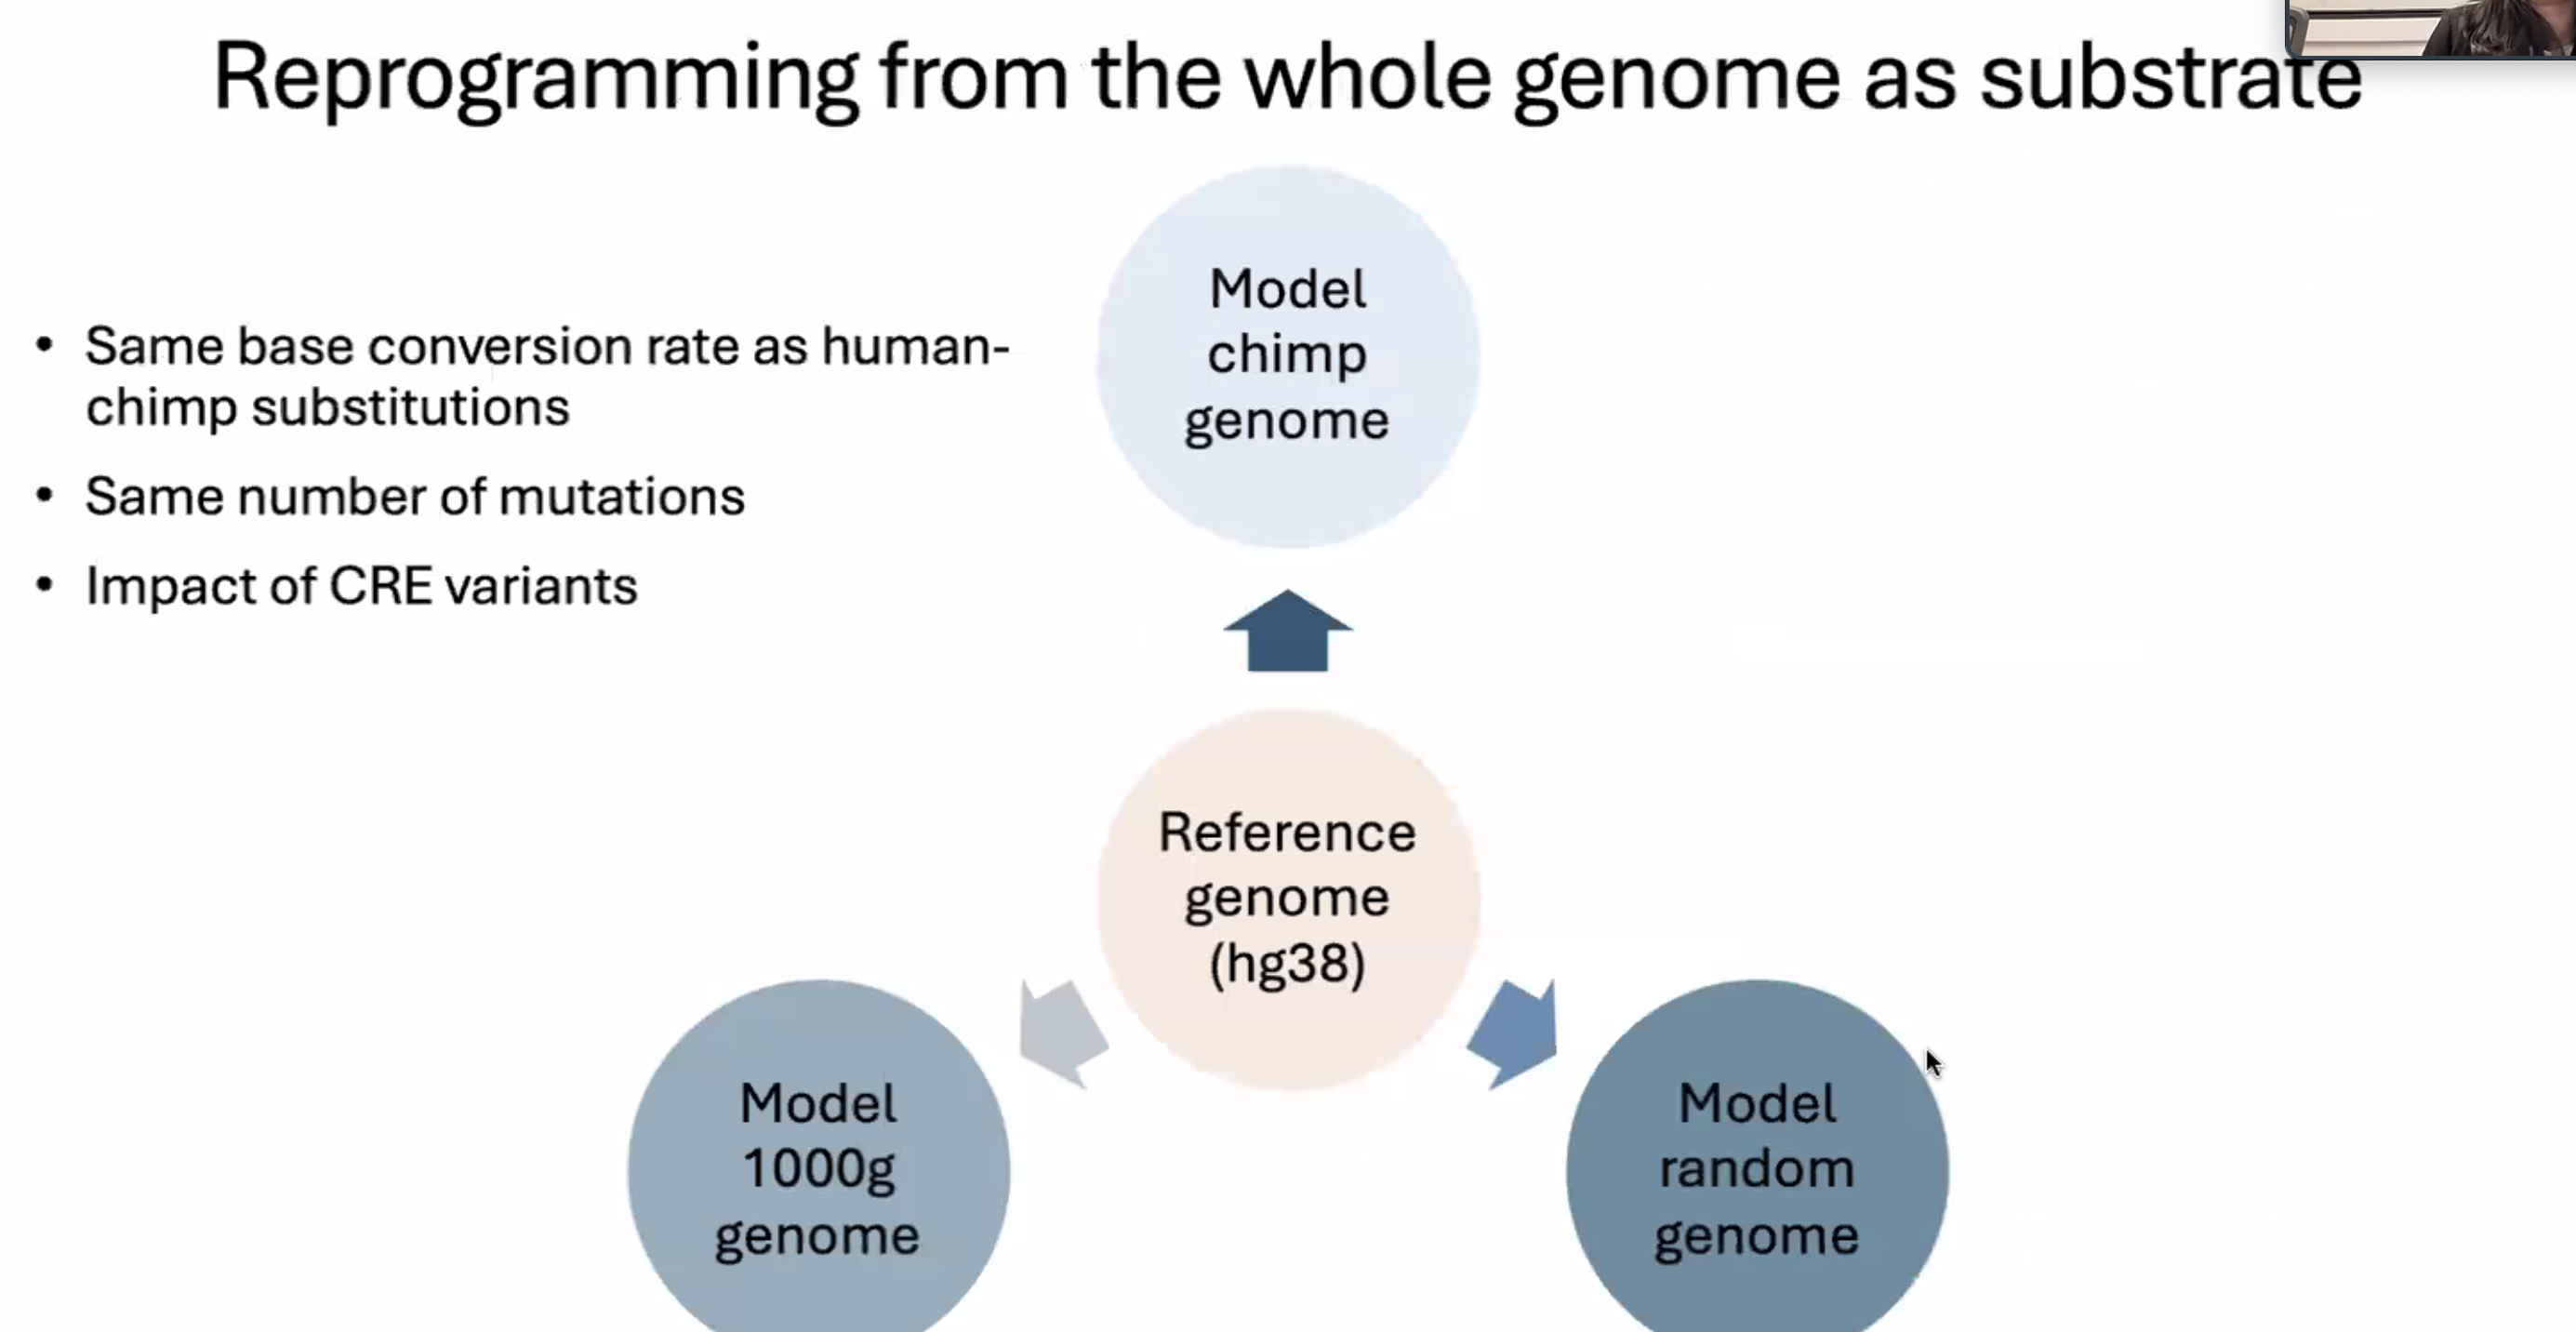 Reprogramming from the whole genome as substrate
• Same base conversion rate as human-
chimp substitutions
• Same number of mutations
• Impact of CRE variants
Model
chimp
genome
Reference
genome
(hg38)
Model
1000g
genome
Model
random
genome